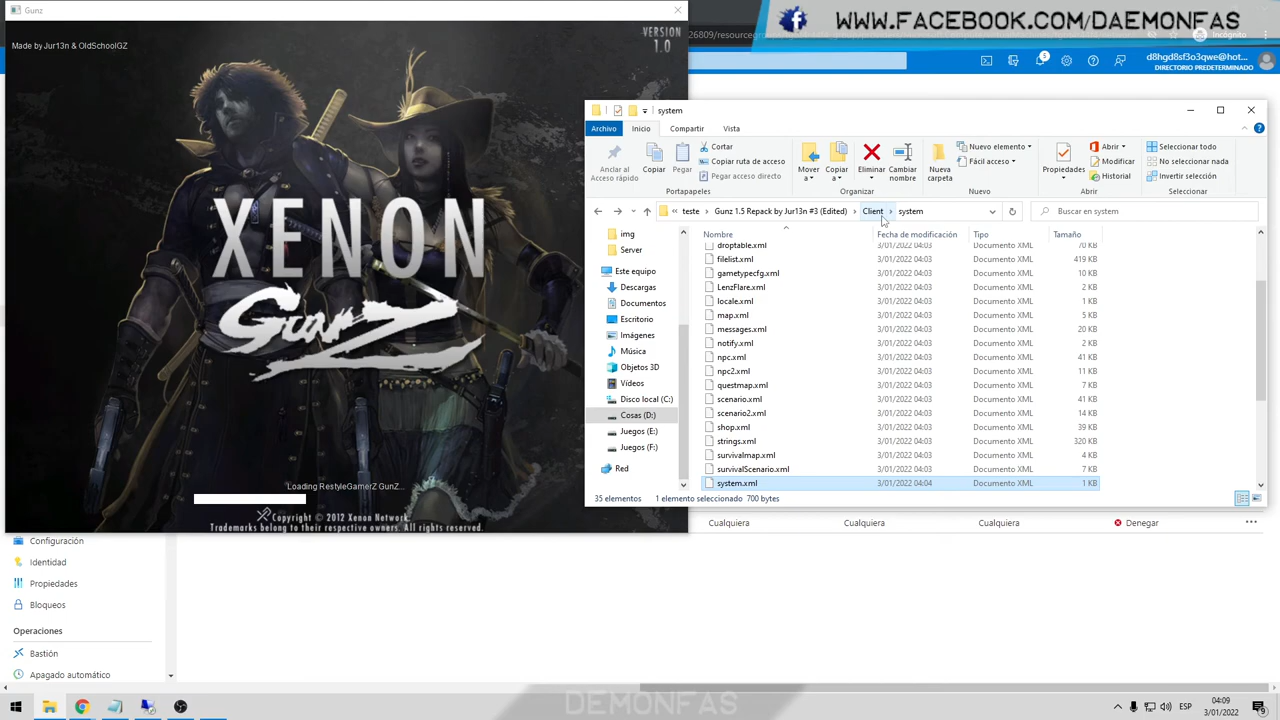 Gunz
Made by Jur13n & OldSchoolGZ
VERSION
1.0
XENON
GunZ
Loading RestyleGamerZ GunZ...
Copyright © 2012 Xenon Network.
Trademarks belong to their respective owners. All rights reserved.
WWW.FACEBOOK.COM/DAEMONFAS
Incógnito
5
d8hgd8sf3o3qwe@hot...
DIRECTORIO PREDETERMINADO
system
Archivo
Inicio
Compartir
Vista
Anclar al
Acceso rápido
Copiar
Pegar
Cortar
Copiar ruta de acceso
Pegar acceso directo
Portapapeles
Mover
a
Copiar
a
Eliminar
Cambiar
nombre
Organizar
Nueva
carpeta
Nuevo elemento
Fácil acceso
Nuevo
Propiedades
Abrir
Modificar
Historial
Abrir
Seleccionar todo
No seleccionar nada
Invertir selección
Seleccionar
teste
Gunz 1.5 Repack by Jur13n #3 (Edited)
Client
system
Buscar en system
img
Server
Este equipo
Descargas
Documentos
Escritorio
Imágenes
Música
Objetos 3D
Vídeos
Disco local (C:)
Cosas (D:)
Juegos (E:)
Juegos (F:)
Red
Nombre Fecha de modificación Tipo Tamaño
droptable.xml 3/01/2022 04:03 Documento XML 70 KB
filelist.xml 3/01/2022 04:03 Documento XML 419 KB
gametypecfg.xml 3/01/2022 04:03 Documento XML 10 KB
LenzFlare.xml 3/01/2022 04:03 Documento XML 2 KB
locale.xml 3/01/2022 04:03 Documento XML 1 KB
map.xml 3/01/2022 04:03 Documento XML 5 KB
messages.xml 3/01/2022 04:03 Documento XML 20 KB
notify.xml 3/01/2022 04:03 Documento XML 2 KB
npc.xml 3/01/2022 04:03 Documento XML 41 KB
npc2.xml 3/01/2022 04:03 Documento XML 11 KB
questmap.xml 3/01/2022 04:03 Documento XML 7 KB
scenario.xml 3/01/2022 04:03 Documento XML 41 KB
scenario2.xml 3/01/2022 04:03 Documento XML 14 KB
shop.xml 3/01/2022 04:03 Documento XML 39 KB
strings.xml 3/01/2022 04:03 Documento XML 320 KB
survivalmap.xml 3/01/2022 04:03 Documento XML 4 KB
survivalScenario.xml 3/01/2022 04:03 Documento XML 7 KB
system.xml 3/01/2022 04:04 Documento XML 1 KB
35 elementos 1 elemento seleccionado 700 bytes
Cualquiera Cualquiera Cualquiera Denegar
Configuración
Identidad
Propiedades
Bloqueos
Operaciones
Bastión
Apagado automático
DEMONFAS
ESP
04:09
3/01/2022
9